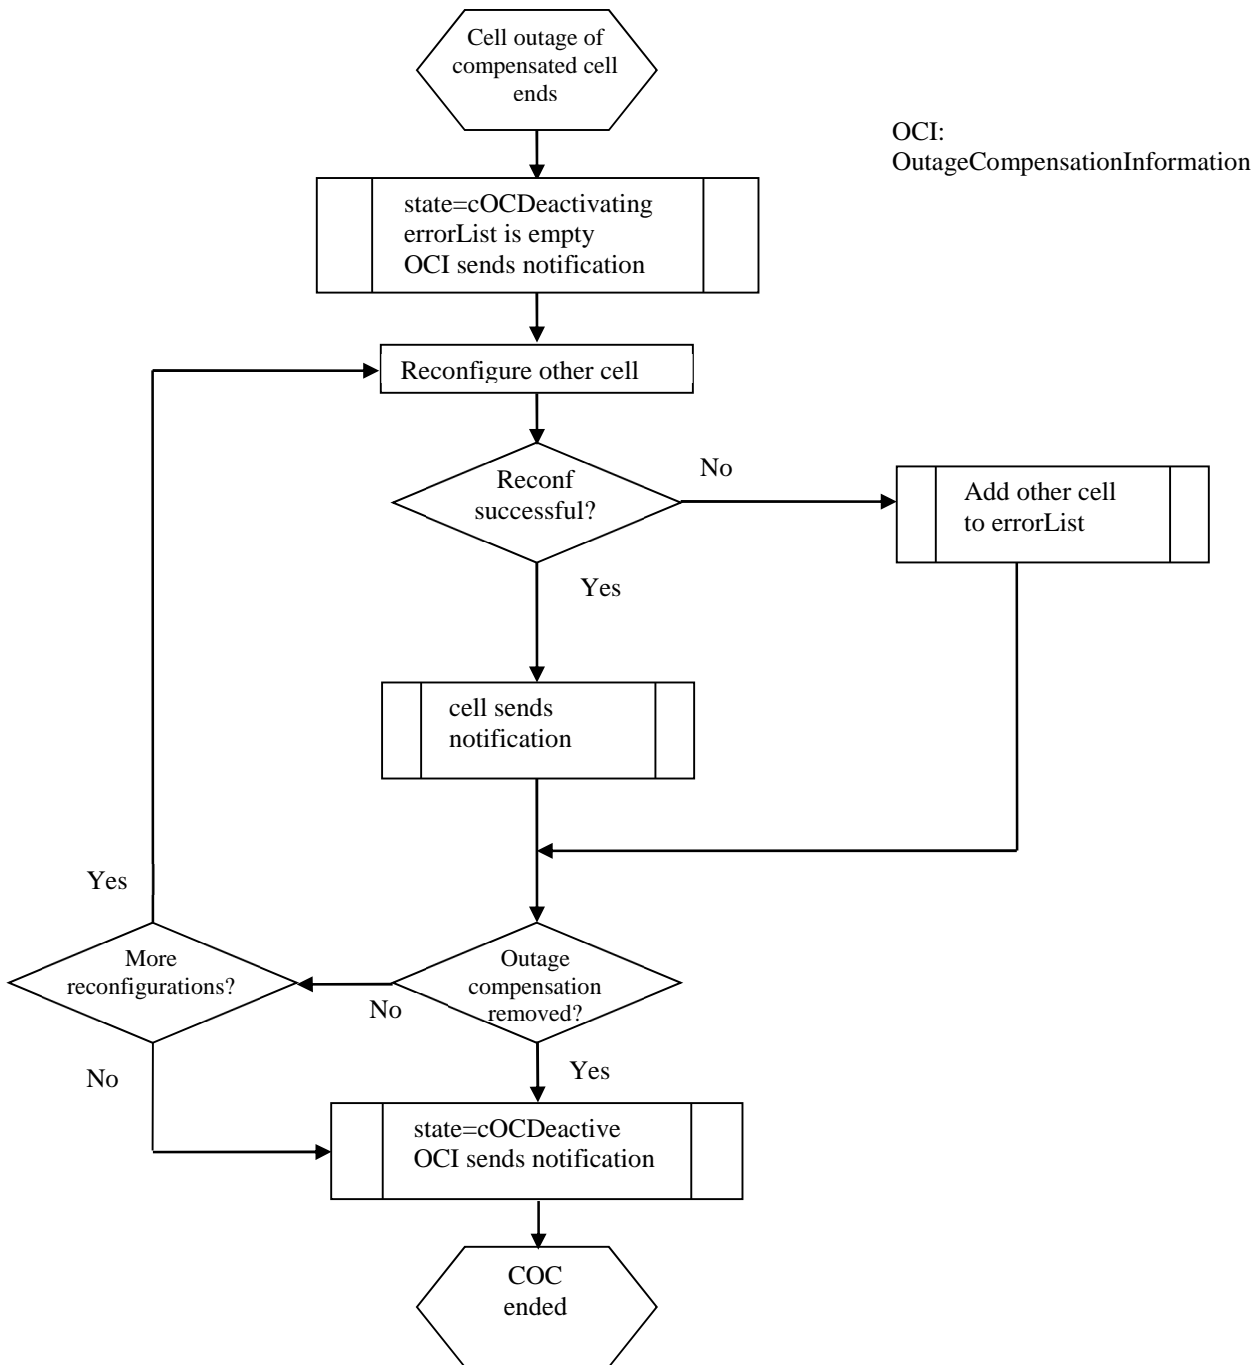 Cell outage of
compensated cell
ends
OCI:
OutageCompensationInformation
state=cOCDeactivating
errorList is empty
OCI sends notification
Reconfigure other cell
Reconf
successful?
No
Add other cell
to errorList
Yes
cell sends
notification
Yes
More
reconfigurations?
No
Outage
compensation
removed?
No
Yes
state=cOCDeactive
OCI sends notification
COC
ended